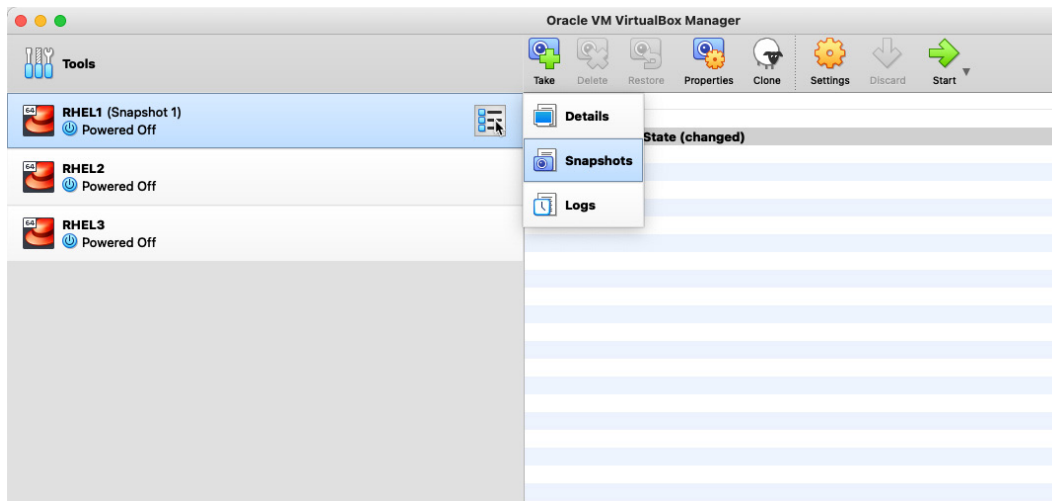 Oracle VM VirtualBox Manager
Tools
Take Delete Restore Properties Clone Settings Discard Start
64 RHEL1 (Snapshot 1)
Powered Off
64 RHEL2
Powered Off
64 RHEL3
Powered Off
Details
State (changed)
Snapshots
Logs